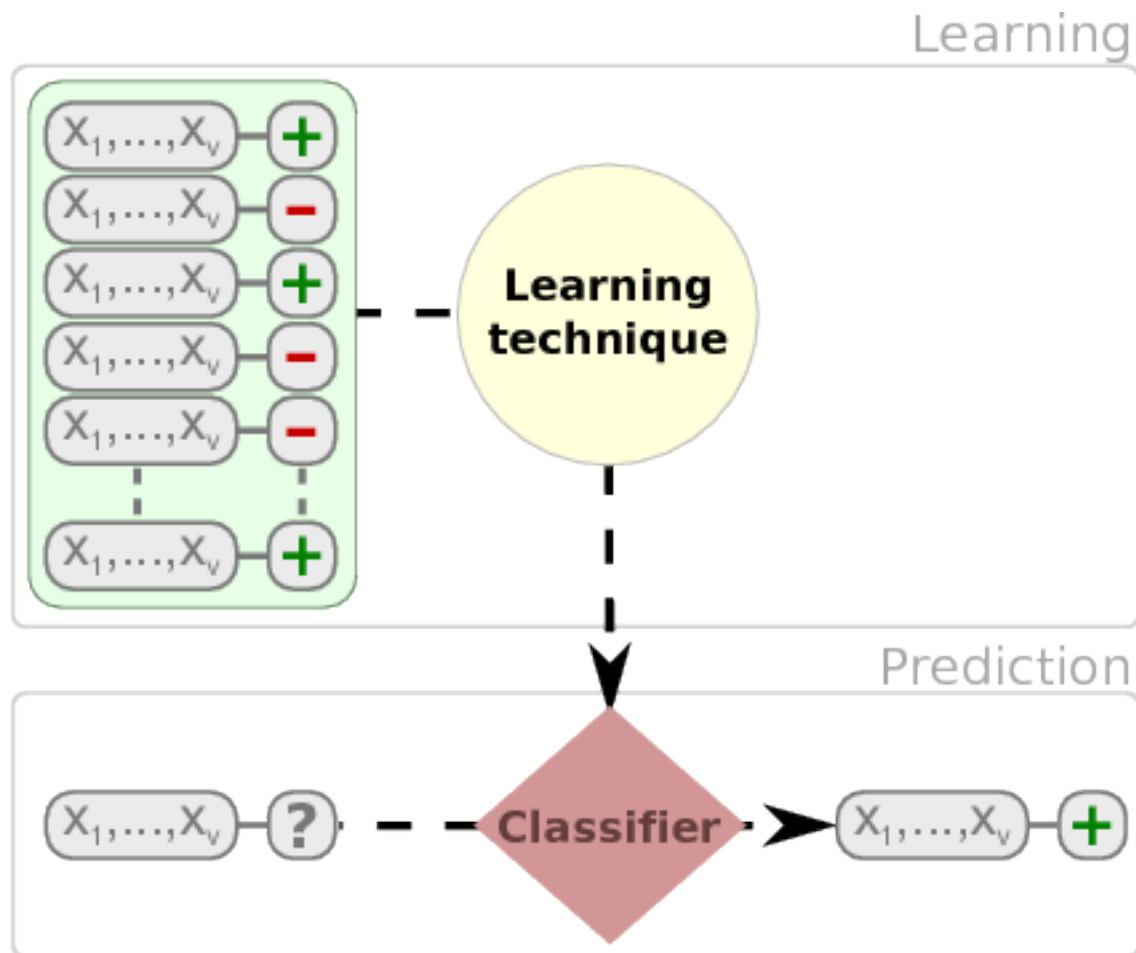 Learning
X₁,...,Xᵥ +
X₁,...,Xᵥ -
X₁,...,Xᵥ +
X₁,...,Xᵥ -
X₁,...,Xᵥ -
X₁,...,Xᵥ +
Learning
technique
Prediction
X₁,...,Xᵥ ?
Classifier
X₁,...,Xᵥ +